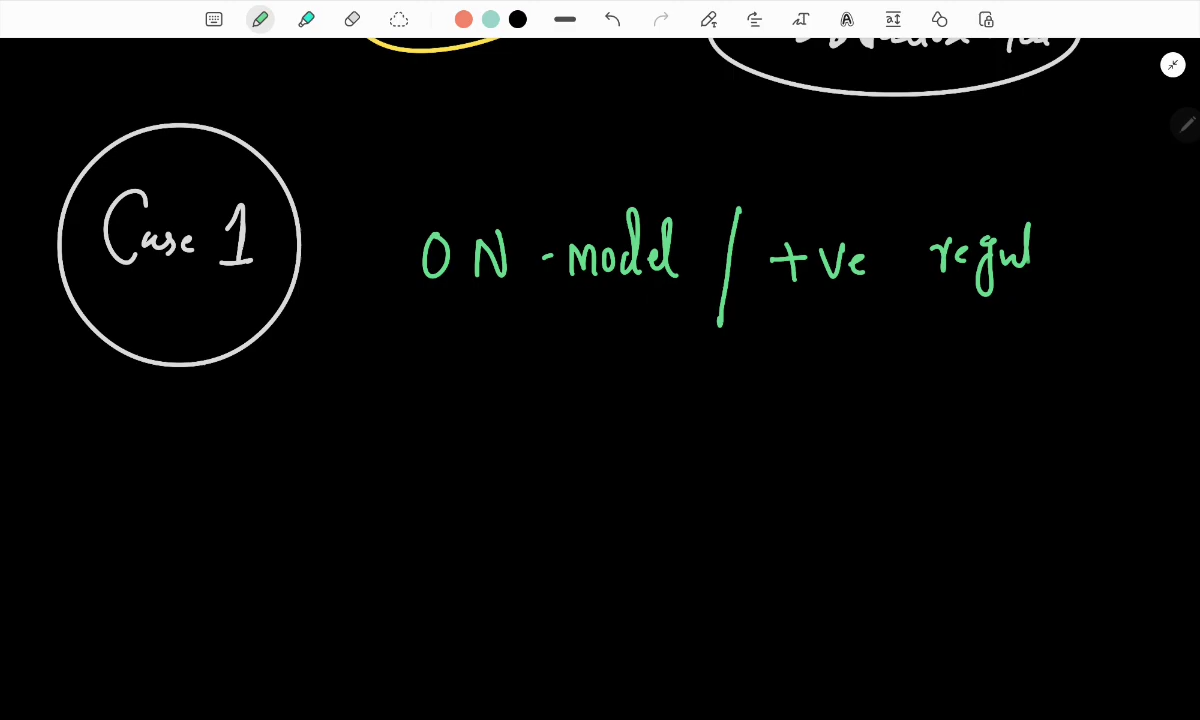 Case 1
ON-model / +ve regul